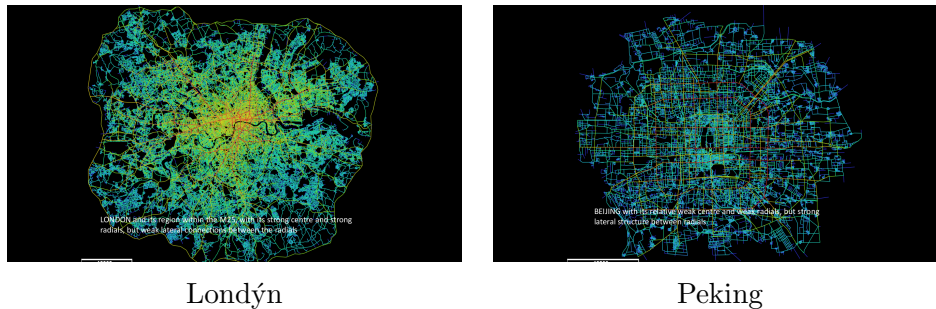 LONDON and its region within the M25, with its strong centre and strong
radials, but weak lateral connections between the radials
BEIJING with its relative weak centre and weak radials, but strong
lateral structure between radials
Londýn
Peking